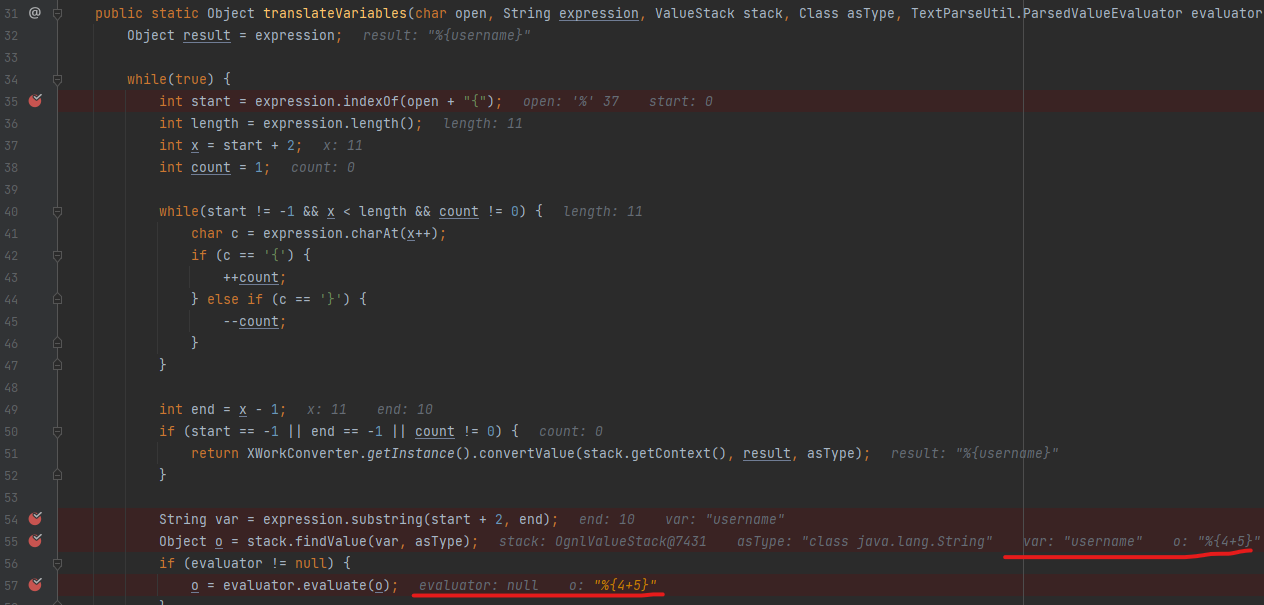 31 @ public static Object translateVariables(char open, String expression, ValueStack stack, Class asType, TextParseUtil.ParsedValueEvaluator evaluator
32 Object result = expression; result: "%{username}"
33
34 while(true) {
35 int start = expression.indexOf(open + "{"); open: '%' 37 start: 0
36 int length = expression.length(); length: 11
37 int x = start + 2; x: 11
38 int count = 1; count: 0
39
40 while(start != -1 && x < length && count != 0) { length: 11
41 char c = expression.charAt(x++);
42 if (c == '{') {
43 ++count;
44 } else if (c == '}') {
45 --count;
46 }
47 }
48
49 int end = x - 1; x: 11 end: 10
50 if (start == -1 || end == -1 || count != 0) { count: 0
51 return XWorkConverter.getInstance().convertValue(stack.getContext(), result, asType); result: "%{username}"
52 }
53
54 String var = expression.substring(start + 2, end); end: 10 var: "username"
55 Object o = stack.findValue(var, asType); stack: OgnlValueStack@7431 asType: "class java.lang.String" var: "username" o: "%{4+5}"
56 if (evaluator != null) {
57 o = evaluator.evaluate(o); evaluator: null o: "%{4+5}"